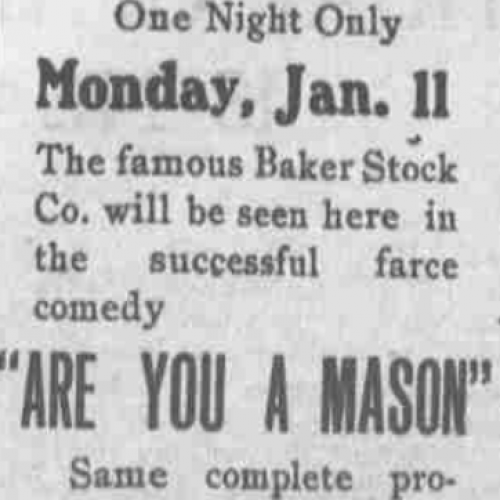 One Night Only
Monday, Jan. 11
The famous Baker Stock
Co. will be seen here in
the successful farce
comedy
"ARE YOU A MASON"
Same complete pro-